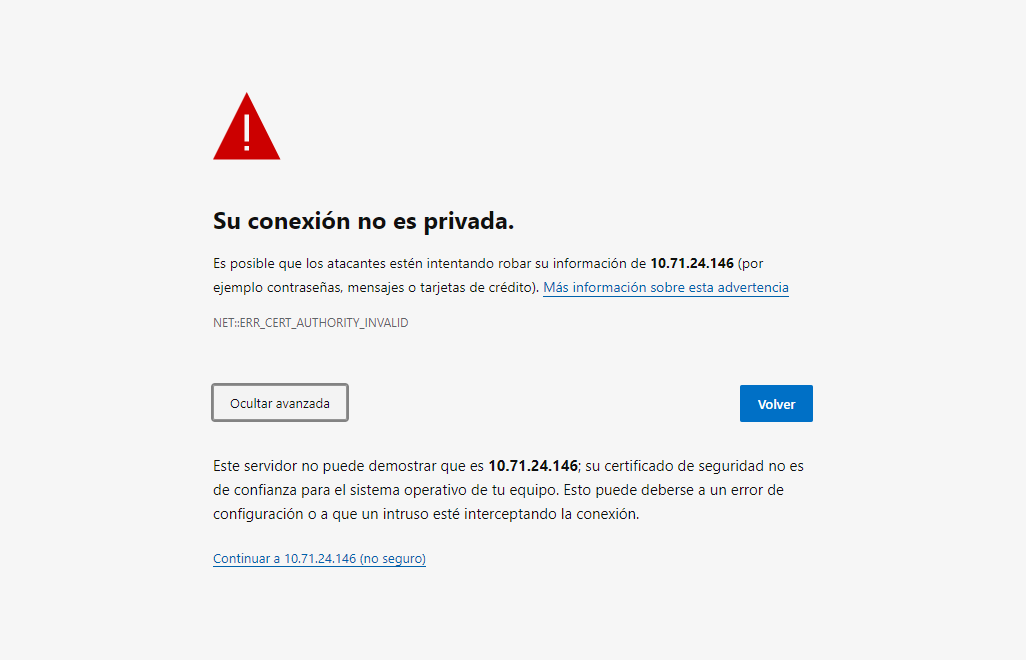 Su conexión no es privada.
Es posible que los atacantes estén intentando robar su información de 10.71.24.146 (por
ejemplo contraseñas, mensajes o tarjetas de crédito). Más información sobre esta advertencia
NET::ERR_CERT_AUTHORITY_INVALID
Ocultar avanzada
Volver
Este servidor no puede demostrar que es 10.71.24.146; su certificado de seguridad no es
de confianza para el sistema operativo de tu equipo. Esto puede deberse a un error de
configuración o a que un intruso esté interceptando la conexión.
Continuar a 10.71.24.146 (no seguro)